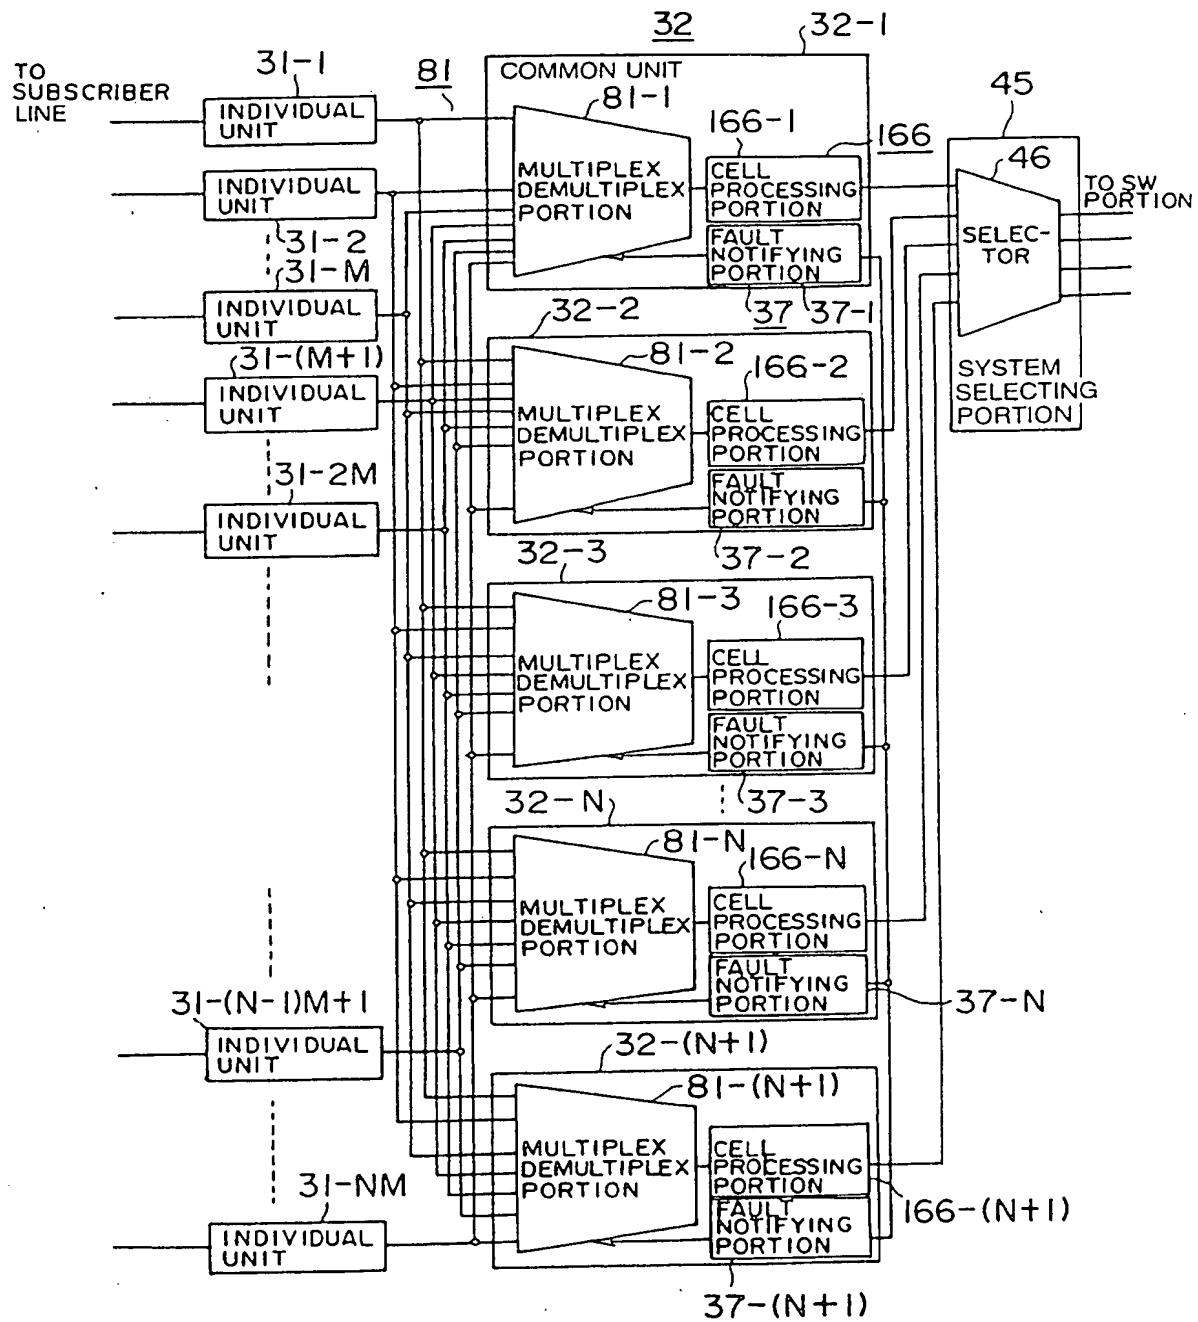 32
32-1
TO
SUBSCRIBER
LINE
31-1
81
COMMON UNIT
81-1
45
INDIVIDUAL
UNIT
166-1
166
46
MULTIPLEX
DEMULTIPLEX
PORTION
CELL
PROCESSING
PORTION
TO SW
PORTION
INDIVIDUAL
UNIT
31-2
FAULT
NOTIFYING
PORTION
SELEC-
TOR
31-M
INDIVIDUAL
UNIT
37
37-1
32-2
31-(M+1)
81-2
166-2
SYSTEM
SELECTING
PORTION
INDIVIDUAL
UNIT
MULTIPLEX
DEMULTIPLEX
PORTION
CELL
PROCESSING
PORTION
31-2M
FAULT
NOTIFYING
PORTION
INDIVIDUAL
UNIT
37-2
32-3
81-3
166-3
MULTIPLEX
DEMULTIPLEX
PORTION
CELL
PROCESSING
PORTION
FAULT
NOTIFYING
PORTION
37-3
32-N
81-N
166-N
MULTIPLEX
DEMULTIPLEX
PORTION
CELL
PROCESSING
PORTION
FAULT
NOTIFYING
PORTION
37-N
31-(N-1)M+1
INDIVIDUAL
UNIT
32-(N+1)
81-(N+1)
MULTIPLEX
DEMULTIPLEX
PORTION
CELL
PROCESSING
PORTION
166-(N+1)
31-NM
FAULT
NOTIFYING
PORTION
INDIVIDUAL
UNIT
37-(N+1)